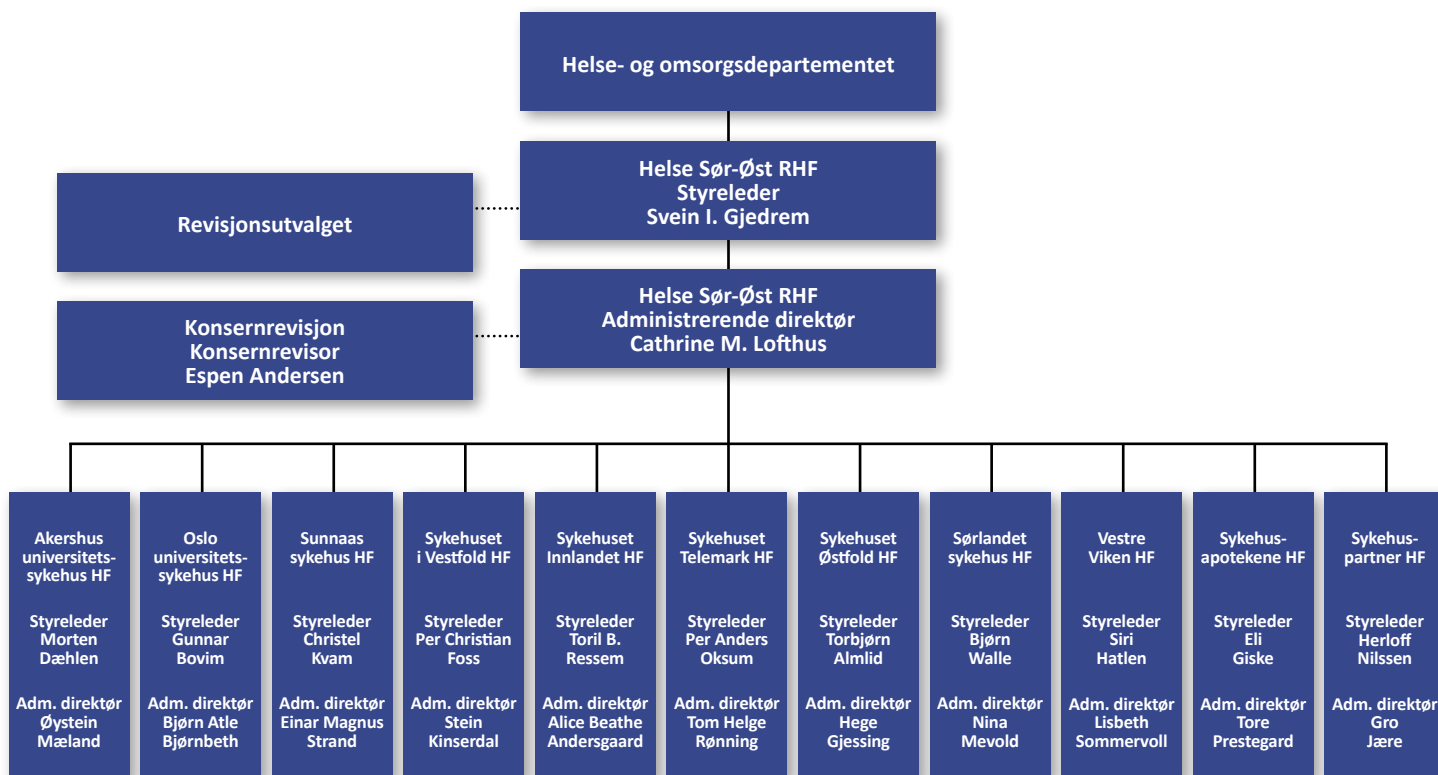 Helse- og omsorgsdepartementet
Helse Sør-Øst RHF
Styreleder
Svein I. Gjedrem
Revisjonsutvalget
Helse Sør-Øst RHF
Administrerende direktør
Cathrine M. Lofthus
Konsernrevisjon
Konsernrevisor
Espen Andersen
Akershus
universitets-
sykehus HF
Styreleder
Morten
Dæhlen
Adm. direktør
Øystein
Mæland
Oslo
universitets-
sykehus HF
Styreleder
Gunnar
Bovim
Adm. direktør
Bjørn Atle
Bjørnbeth
Sunnaas
sykehus HF
Styreleder
Christel
Kvam
Adm. direktør
Einar Magnus
Strand
Sykehuset
i Vestfold HF
Styreleder
Per Christian
Foss
Adm. direktør
Stein
Kinserdal
Sykehuset
Innlandet HF
Styreleder
Toril B.
Ressem
Adm. direktør
Alice Beathe
Andersgaard
Sykehuset
Telemark HF
Styreleder
Per Anders
Oksum
Adm. direktør
Tom Helge
Rønning
Sykehuset
Østfold HF
Styreleder
Torbjørn
Almlid
Adm. direktør
Hege
Gjessing
Sørlandet
sykehus HF
Styreleder
Bjørn
Walle
Adm. direktør
Nina
Mevold
Vestre
Viken HF
Styreleder
Siri
Hatlen
Adm. direktør
Lisbeth
Sommervoll
Sykehus-
apotekene HF
Styreleder
Eli
Giske
Adm. direktør
Tore
Prestegard
Sykehus-
partner HF
Styreleder
Herloff
Nilssen
Adm. direktør
Gro
Jære